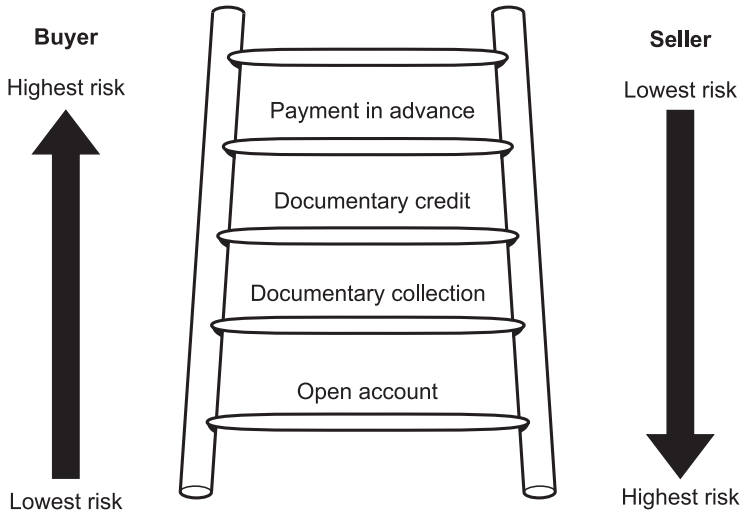 Buyer
Highest risk
Lowest risk
Payment in advance
Documentary credit
Documentary collection
Open account
Seller
Lowest risk
Highest risk